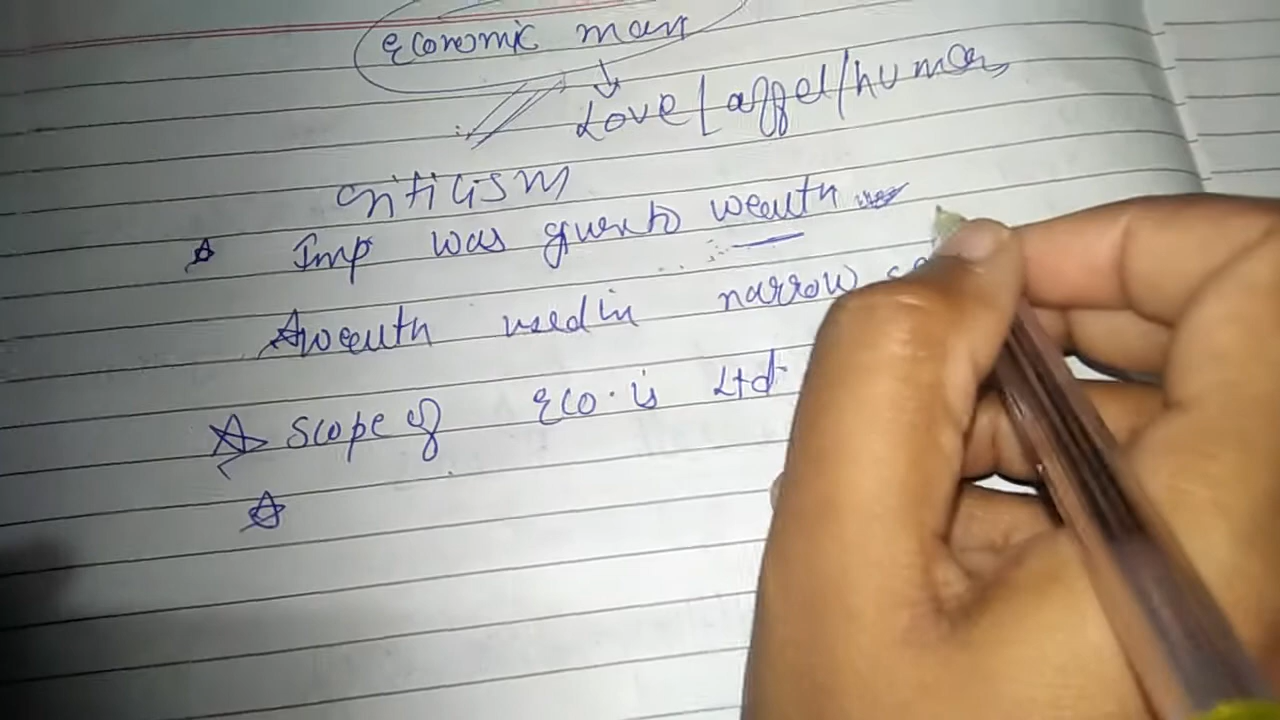 economic man
Love/affel/human
criticism
Imp was given to wealth
wealth used in narrow
scope of eco. is Ltd